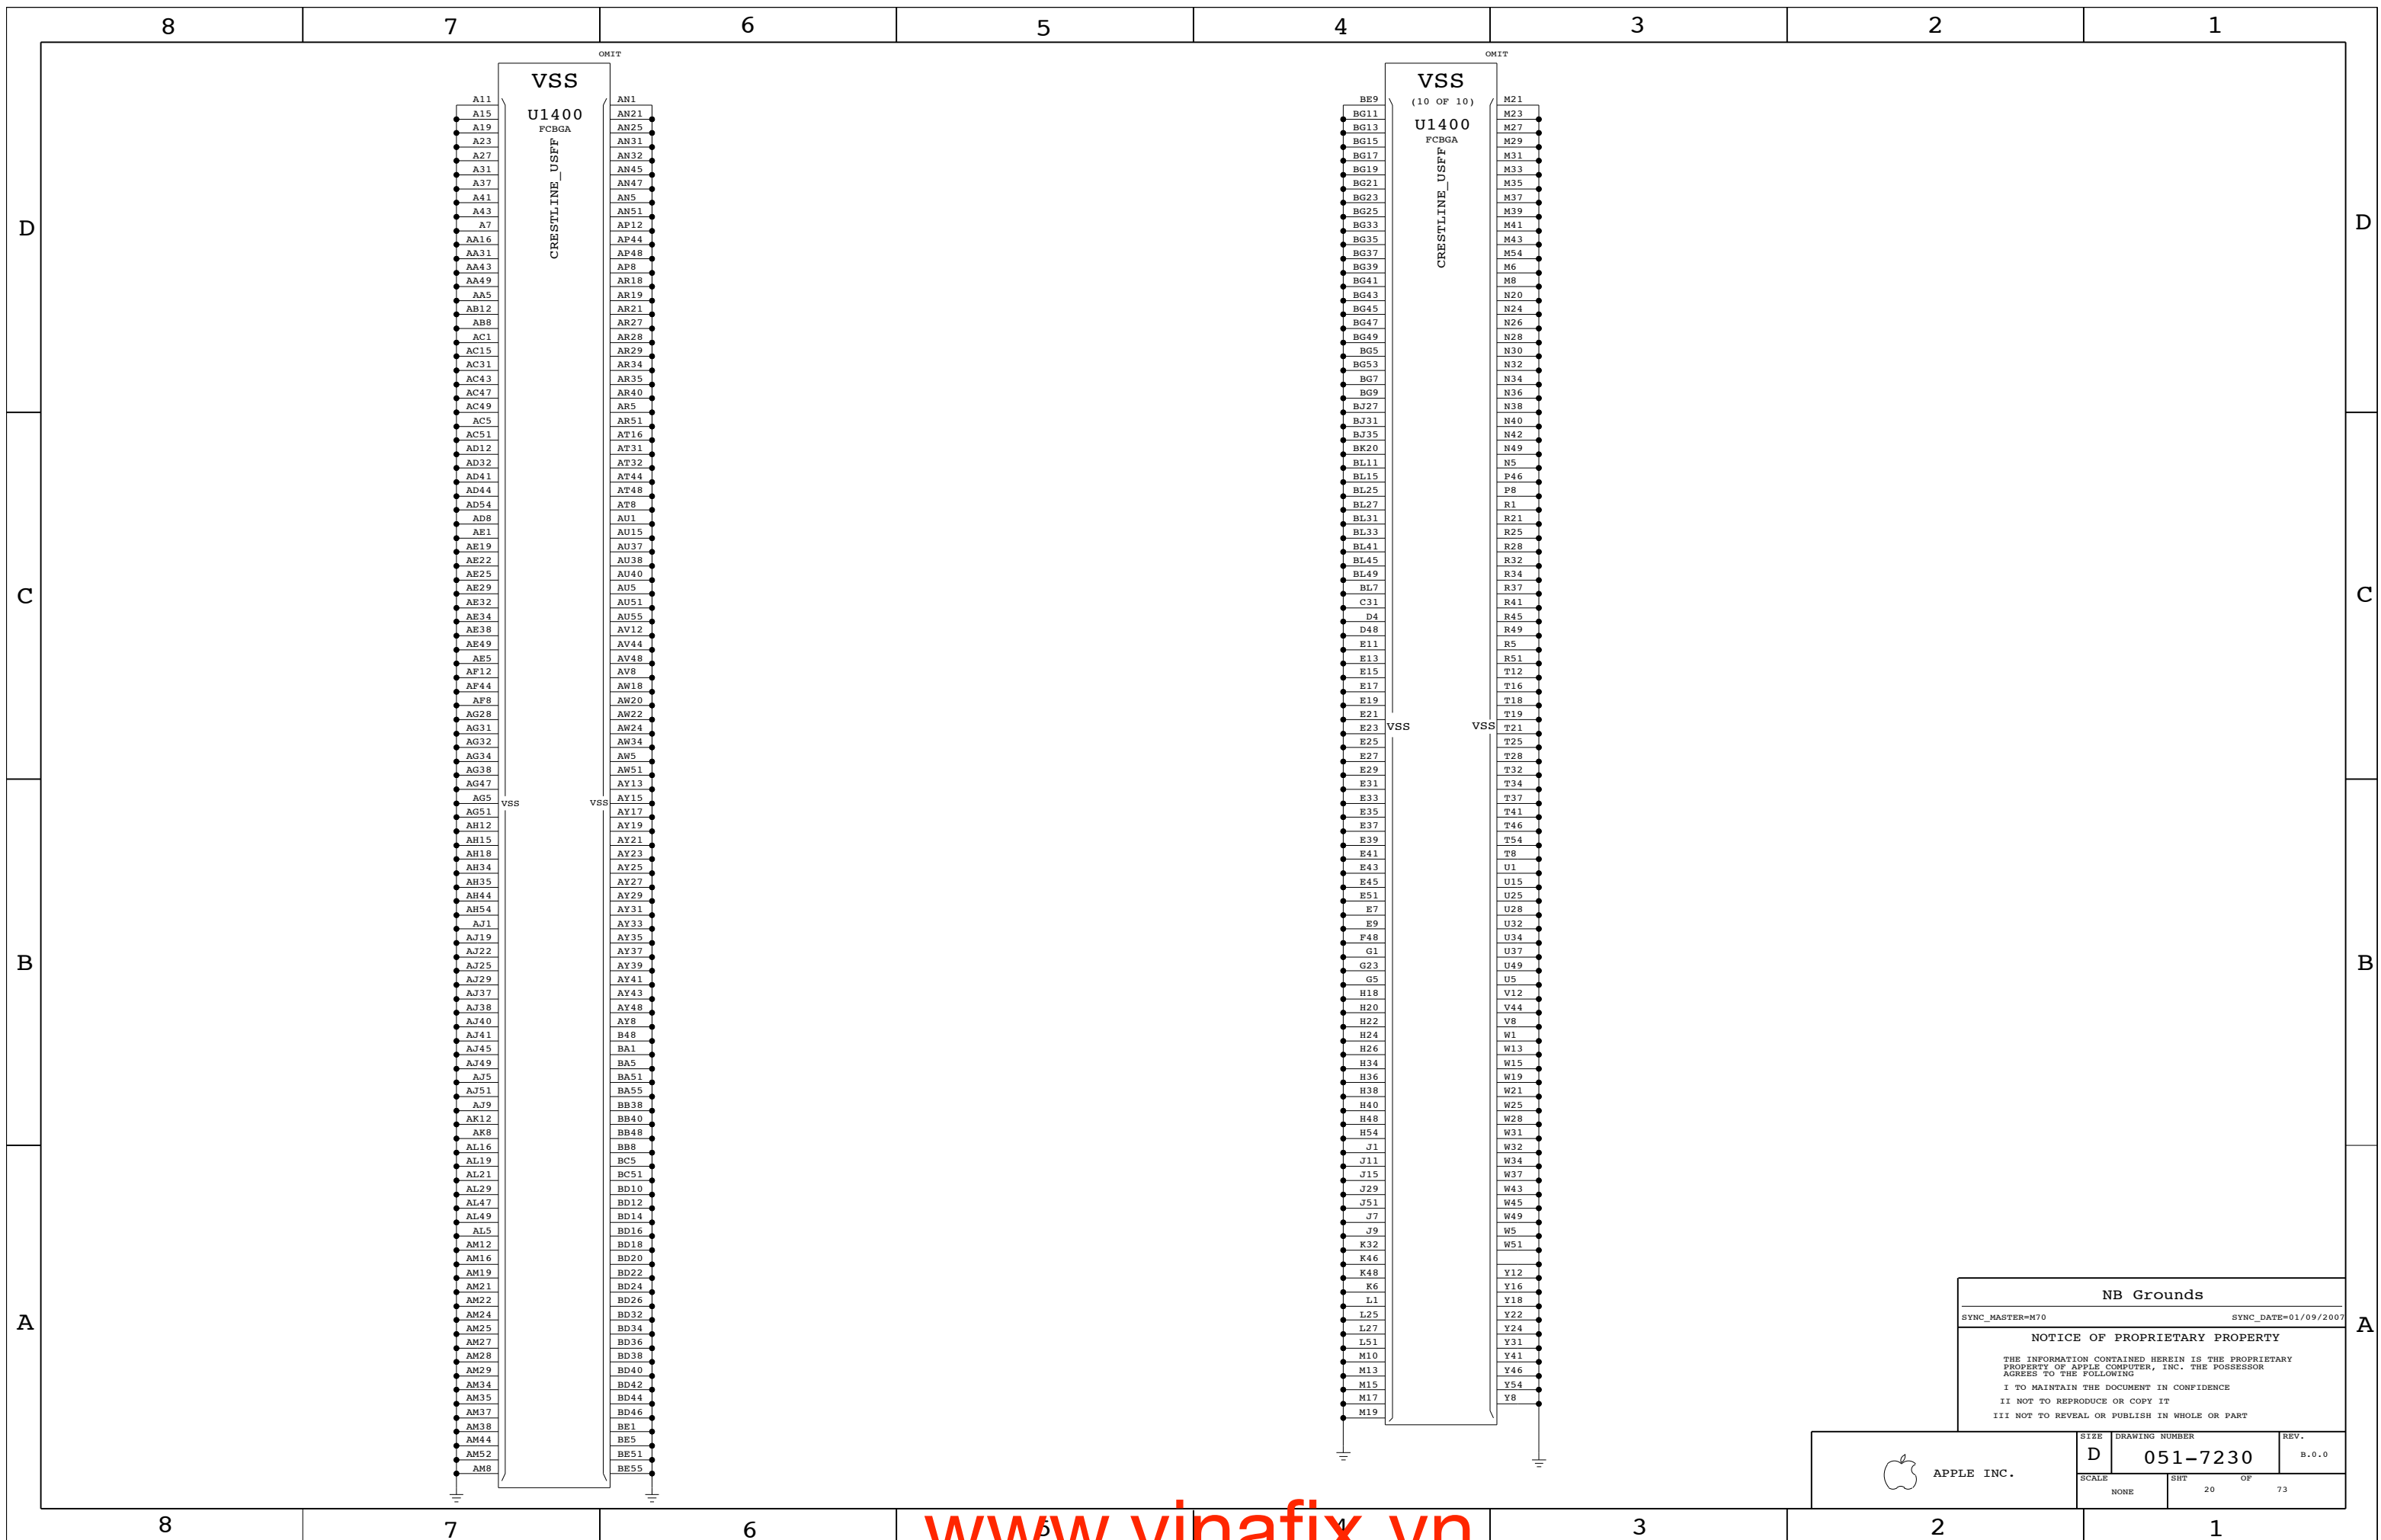 8 7 6 5 4 3 2 1
OMIT
VSS
U1400
FCBGA
CRESTLINE_USFF
A11
A15
A19
A23
A27
A31
A37
A41
A43
A7
AA16
AA31
AA43
AA49
AA5
AB12
AB8
AC1
AC15
AC31
AC43
AC47
AC49
AC5
AC51
AD12
AD32
AD41
AD44
AD54
AD8
AE1
AE19
AE22
AE25
AE29
AE32
AE34
AE38
AE49
AE5
AF12
AF44
AF8
AG28
AG31
AG32
AG34
AG38
AG47
AG5
AG51
AH12
AH15
AH18
AH34
AH35
AH44
AH54
AJ1
AJ19
AJ22
AJ25
AJ29
AJ37
AJ38
AJ40
AJ41
AJ45
AJ49
AJ5
AJ51
AJ9
AK12
AK8
AL16
AL19
AL21
AL29
AL47
AL49
AL5
AM12
AM16
AM19
AM21
AM22
AM24
AM25
AM27
AM28
AM29
AM34
AM35
AM37
AM38
AM44
AM52
AM8
VSS
VSS
AN1
AN21
AN25
AN31
AN32
AN45
AN47
AN5
AN51
AP12
AP44
AP48
AP8
AR18
AR19
AR21
AR27
AR28
AR29
AR34
AR35
AR40
AR5
AR51
AT16
AT31
AT32
AT44
AT48
AT8
AU1
AU15
AU37
AU38
AU40
AU5
AU51
AU55
AV12
AV44
AV48
AV8
AW18
AW20
AW22
AW24
AW34
AW5
AW51
AY13
AY15
AY17
AY19
AY21
AY23
AY25
AY27
AY29
AY31
AY33
AY35
AY37
AY39
AY41
AY43
AY48
AY8
B48
BA1
BA5
BA51
BA55
BB38
BB40
BB48
BB8
BC5
BC51
BD10
BD12
BD14
BD16
BD18
BD20
BD22
BD24
BD26
BD32
BD34
BD36
BD38
BD40
BD42
BD44
BD46
BE1
BE5
BE51
BE55
OMIT
VSS
(10 OF 10)
U1400
FCBGA
CRESTLINE_USFF
BE9
BG11
BG13
BG15
BG17
BG19
BG21
BG23
BG25
BG33
BG35
BG37
BG39
BG41
BG43
BG45
BG47
BG49
BG5
BG53
BG7
BG9
BJ27
BJ31
BJ35
BK20
BL11
BL15
BL25
BL27
BL31
BL33
BL41
BL45
BL49
BL7
C31
D4
D48
E11
E13
E15
E17
E19
E21
E23
E25
E27
E29
E31
E33
E35
E37
E39
E41
E43
E45
E51
E7
E9
F48
G1
G23
G5
H18
H20
H22
H24
H26
H34
H36
H38
H40
H48
H54
J1
J11
J15
J29
J51
J7
J9
K32
K46
K48
K6
L1
L25
L27
L51
M10
M13
M15
M17
M19
VSS
VSS
M21
M23
M27
M29
M31
M33
M35
M37
M39
M41
M43
M54
M6
M8
N20
N24
N26
N28
N30
N32
N34
N36
N38
N40
N42
N49
N5
P46
P8
R1
R21
R25
R28
R32
R34
R37
R41
R45
R49
R5
R51
T12
T16
T18
T19
T21
T25
T28
T32
T34
T37
T41
T46
T54
T8
U1
U15
U25
U28
U32
U34
U37
U49
U5
V12
V44
V8
W1
W13
W15
W19
W21
W25
W28
W31
W32
W34
W37
W43
W45
W49
W5
W51
Y12
Y16
Y18
Y22
Y24
Y31
Y41
Y46
Y54
Y8
D D
C C
B B
A A
NB Grounds
SYNC_MASTER=M70 SYNC_DATE=01/09/2007
NOTICE OF PROPRIETARY PROPERTY
THE INFORMATION CONTAINED HEREIN IS THE PROPRIETARY
PROPERTY OF APPLE COMPUTER, INC. THE POSSESSOR
AGREES TO THE FOLLOWING
I TO MAINTAIN THE DOCUMENT IN CONFIDENCE
II NOT TO REPRODUCE OR COPY IT
III NOT TO REVEAL OR PUBLISH IN WHOLE OR PART
APPLE INC.
SIZE DRAWING NUMBER REV.
D 051-7230 B.0.0
SCALE SHT OF
NONE 20 73
8 7 6 5 4 3 2 1
www.vinafix.vn